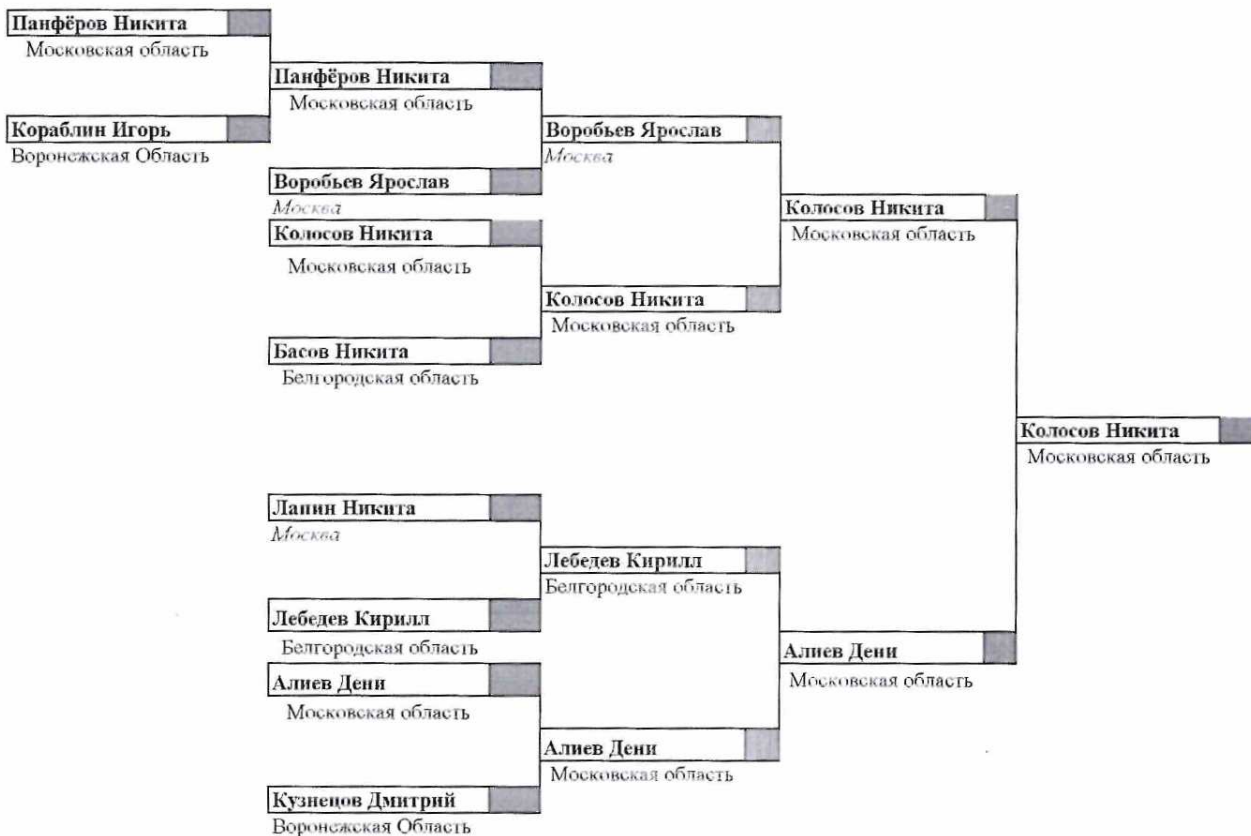 Панфёров Никита
Московская область
Панфёров Никита
Московская область
Кораблин Игорь
Воронежская Область
Воробьев Ярослав
Москва
Воробьев Ярослав
Москва
Колосов Никита
Московская область
Колосов Никита
Московская область
Колосов Никита
Московская область
Басов Никита
Белгородская область
Колосов Никита
Московская область
Лапин Никита
Москва
Лебедев Кирилл
Белгородская область
Лебедев Кирилл
Белгородская область
Алиев Дени
Московская область
Алиев Дени
Московская область
Алиев Дени
Московская область
Кузнецов Дмитрий
Воронежская Область